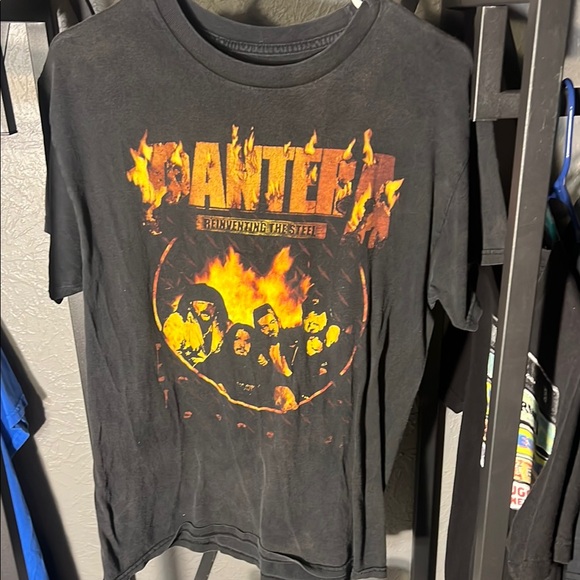 PANTERA
REINVENTING THE STEEL